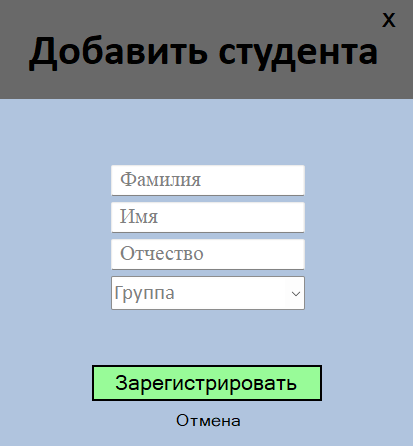 X
Добавить студента
Фамилия
Имя
Отчество
Группа
Зарегистрировать
Отмена